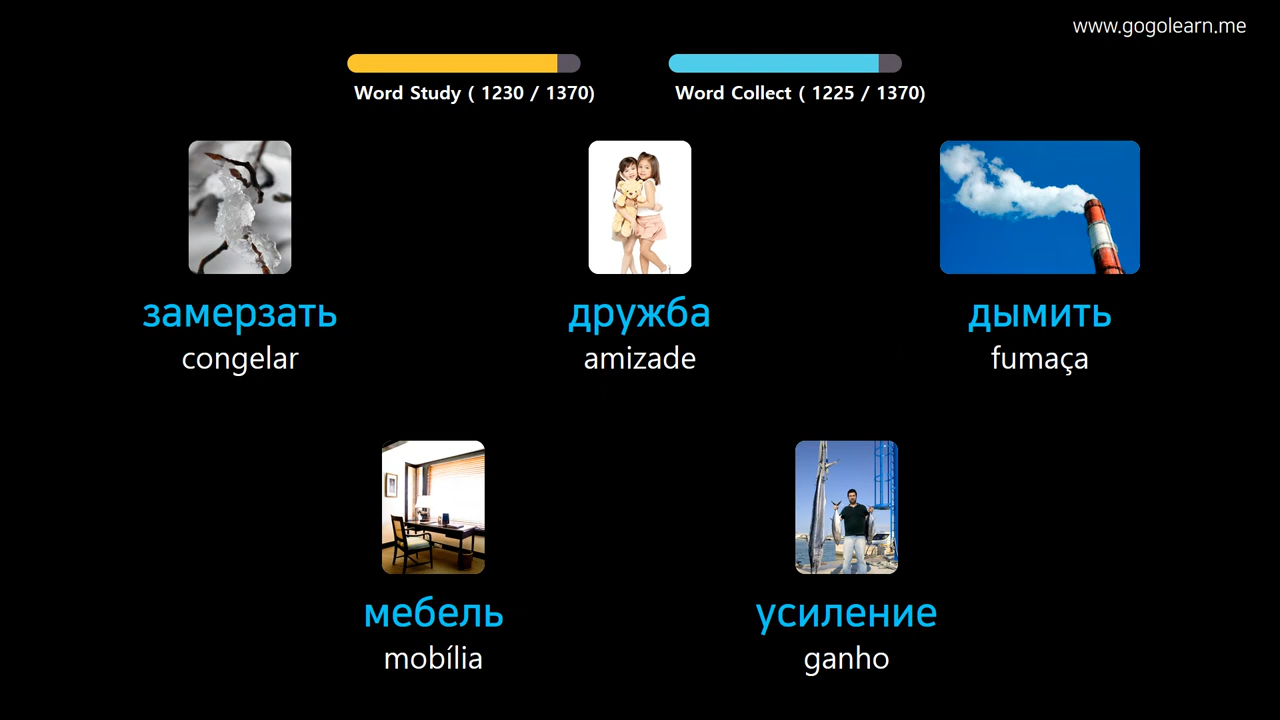 www.gogolearn.me
Word Study ( 1230 / 1370)
Word Collect ( 1225 / 1370)
замерзать
congelar
дружба
amizade
дымить
fumaça
мебель
mobília
усиление
ganho